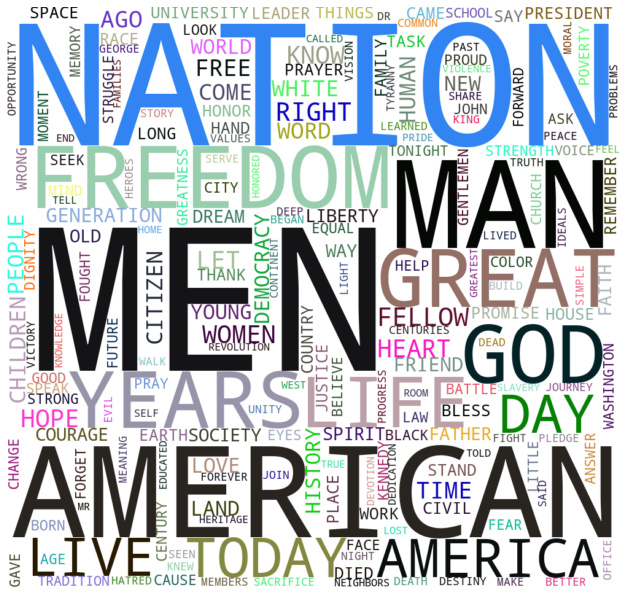 SPACE
AGO
UNIVERSITY
LEADER
THINGS
DR
CAME
SCHOOL
SAY
PRESIDENT
COMMON
NATION
OPPORTUNITY
MOMENT
MEMORY
RACE
GEORGE
STRUGGLE
FAMILIES
LOOK
WORLD
FREE
COME
HONOR
HAND
VALUES
STORY
LONG
END
CALLED
KNOW
PRAYER
WHITE
RIGHT
WORD
VISION
FAMILY
TYRANNY
TASK
HUMAN
LEARNED
PRIDE
PAST
PROUD
VIOLENCE
NEW
SHARE
JOHN
KING
FORWARD
MORAL
POVERTY
ASK
PEACE
PROBLEMS
WRONG
FREEDOM
SEEK
MIND
TELL
HEROES
GREATNESS
SERVE
CITY
HONORED
TONIGHT
STRENGTH
VOICE
FEEL
GENTLEMEN
TRUTH
CHURCH
IDEALS
REMEMBER
MAN
LIVED
GENERATION
DREAM
DEEP
BEGAN
LIBERTY
PEOPLE
DIGNITY
OLD
HOME
FOUGHT
CITIZEN
MEN
LET
THANK
DEMOCRACY
CONTINENT
EQUAL
WAY
LIGHT
HELP
GREATEST
COLOR
BUILD
GREAT
SIMPLE
FAITH
YOUNG
WOMEN
REVOLUTION
COUNTRY
FELLOW
CENTURIES
PROMISE
HOUSE
CHILDREN
VICTORY
KNOWLEDGE
FUTURE
WALK
JUSTICE
BELIEVE
HEART
FRIEND
DEAD
GOD
WASHINGTON
GOOD
SPEAK
STRONG
HOPE
EVIL
YEARS
PRAY
SELF
UNITY
WEST
LIFE
PROGRESS
ROOM
LAW
BATTLE
SLAVERY
JOURNEY
BLESS
DAY
COURAGE
EARTH
SOCIETY
EYES
SPIRIT
BLACK
FATHER
FIGHT
PLEDGE
CHANGE
FORGET
MR
MEANING
EDUCATED
LOVE
FOREVER
JOIN
HISTORY
TRUE
PLACE
DEVOTION
KENNEDY
DEDICATION
STAND
TOLD
TIME
CIVIL
LITTLE
SAID
ANSWER
AMERICAN
BORN
CENTURY
LAND
HERITAGE
WORK
LOST
FEAR
GAVE
LIVE
AGE
SEEN
KNEW
TODAY
FACE
NIGHT
DIED
AMERICA
OFFICE
TRADITION
HATRED
CAUSE
MEMBERS
SACRIFICE
NEIGHBORS
DEATH
DESTINY
MAKE
BETTER